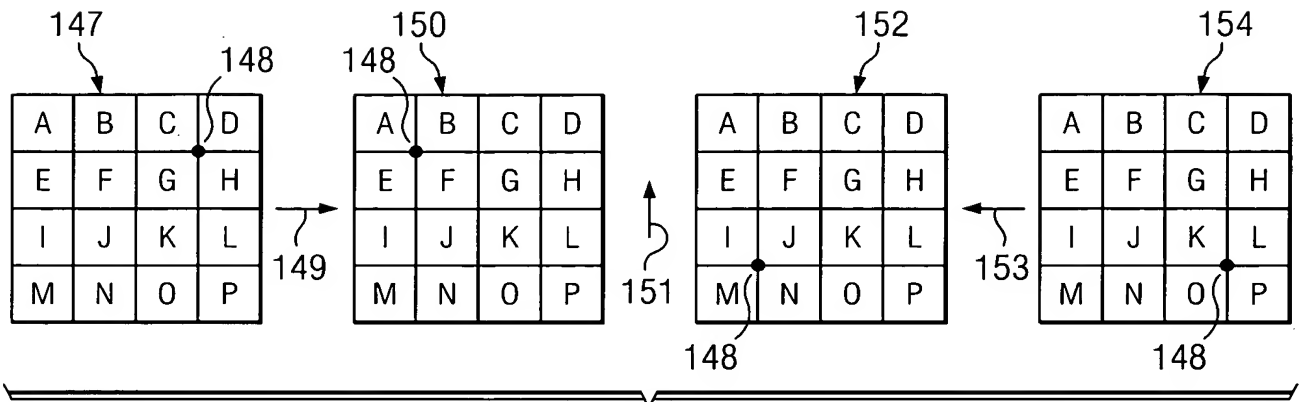 147 150 152 154
148 148
A B C D A B C D A B C D A B C D
E F G H E F G H E F G H E F G H
149 151 153
I J K L I J K L I J K L I J K L
M N O P M N O P M N O P M N O P
148 148